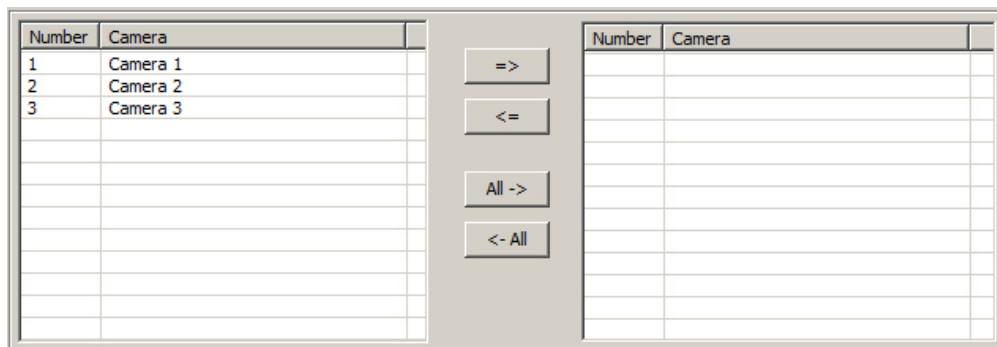 Number Camera
1 Camera 1
2 Camera 2
3 Camera 3
=>
<=
All ->
<- All
Number Camera